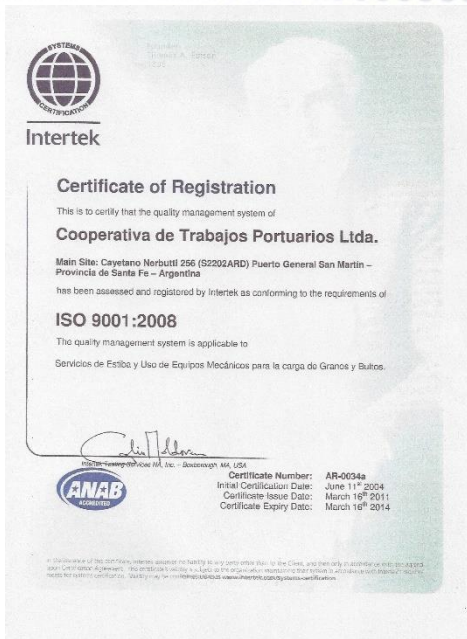 SYSTEMS
CERTIFICATION
Intertek
Certificate of Registration
This is to certify that the quality management system of
Cooperativa de Trabajos Portuarios Ltda.
Main Site: Cayetano Nerbutti 256 (S2202ARD) Puerto General San Martin –
Provincia de Santa Fe – Argentina
has been assessed and registered by Intertek as conforming to the requirements of
ISO 9001:2008
The quality management system is applicable to
Servicios de Estiba y Uso de Equipos Mecánicos para la carga de Granos y Bultos.
Intertek Testing Services NA, Inc. – Boxborough, MA, USA
ANAB
ACCREDITED
Certificate Number: AR-0034a
Initial Certification Date: June 11st 2004
Certificate Issue Date: March 16th 2011
Certificate Expiry Date: March 16th 2014